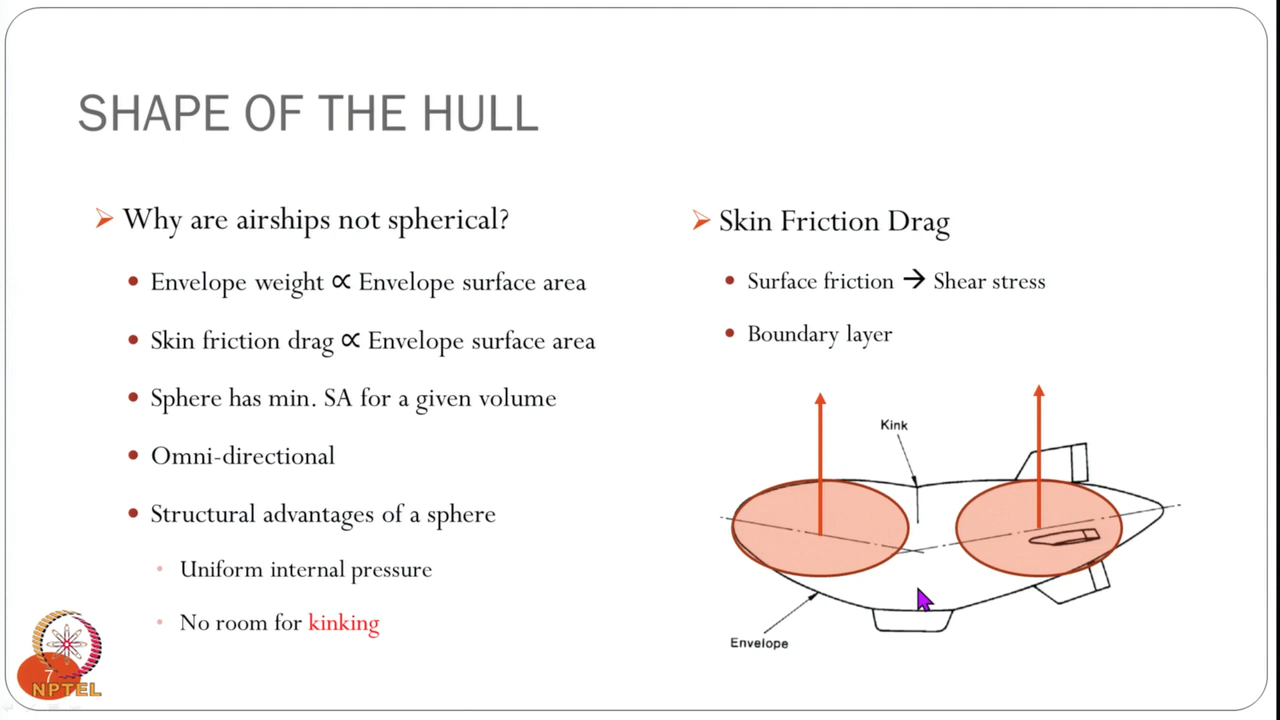 SHAPE OF THE HULL
Why are airships not spherical?
Envelope weight ∝ Envelope surface area
Skin friction drag ∝ Envelope surface area
Sphere has min. SA for a given volume
Omni-directional
Structural advantages of a sphere
Uniform internal pressure
No room for kinking
Skin Friction Drag
Surface friction → Shear stress
Boundary layer
Kink
Envelope
7
NPTEL